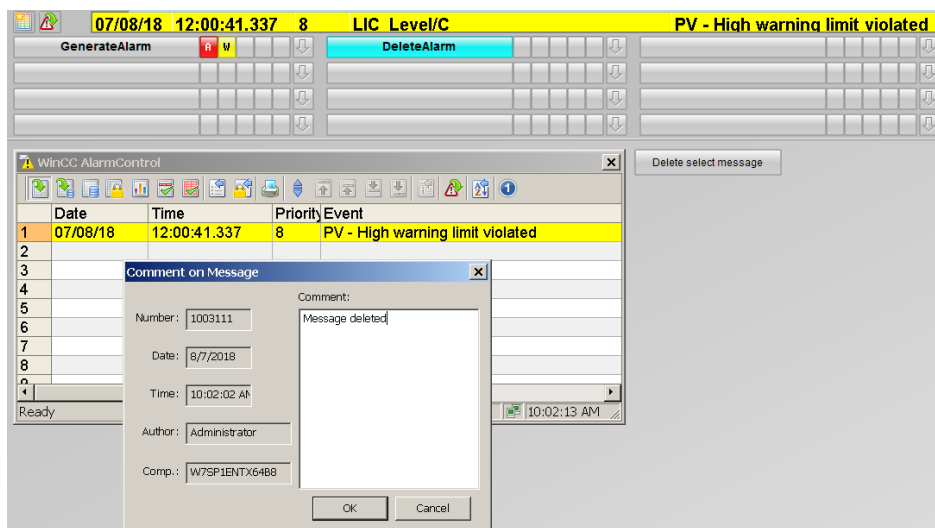 07/08/18 12:00:41.337 8 LIC_Level/C PV - High warning limit violated
GenerateAlarm A W DeleteAlarm
WinCC AlarmControl
Delete select message
Date Time Priority Event
1 07/08/18 12:00:41.337 8 PV - High warning limit violated
2
3
4
5
6
7
8
9
Comment on Message
Comment:
Message deleted
Number: 1003111
Date: 8/7/2018
Time: 10:02:02 AM
Author: Administrator
Comp.: W7SP1ENTX64B8
OK Cancel
Ready 10:02:13 AM